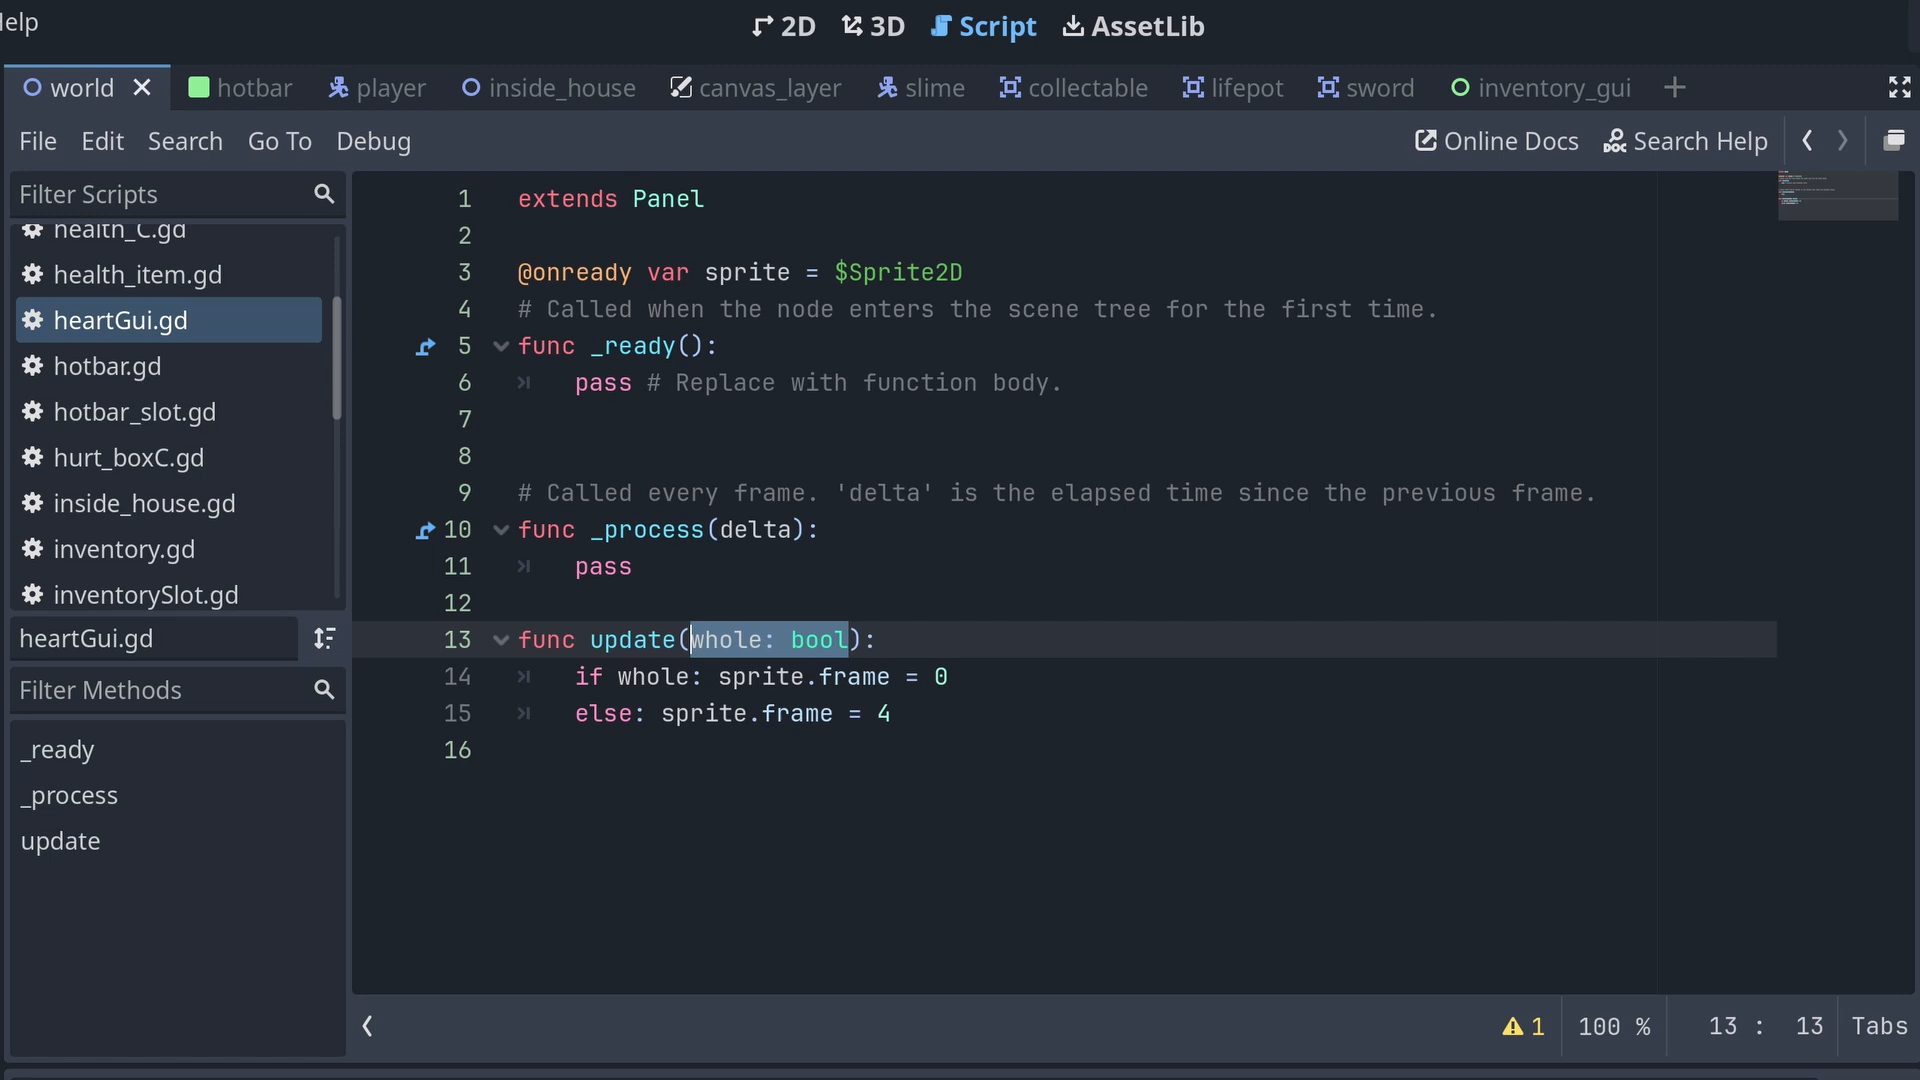 elp
2D 3D Script AssetLib
world hotbar player inside_house canvas_layer slime collectable lifepot sword inventory_gui
File Edit Search Go To Debug Online Docs Search Help
Filter Scripts
health_C.gd
health_item.gd
heartGui.gd
hotbar.gd
hotbar_slot.gd
hurt_boxC.gd
inside_house.gd
inventory.gd
inventorySlot.gd
heartGui.gd
Filter Methods
_ready
_process
update
1 extends Panel
2
3 @onready var sprite = $Sprite2D
4 # Called when the node enters the scene tree for the first time.
5 func _ready():
6 pass # Replace with function body.
7
8
9 # Called every frame. 'delta' is the elapsed time since the previous frame.
10 func _process(delta):
11 pass
12
13 func update(whole: bool):
14 if whole: sprite.frame = 0
15 else: sprite.frame = 4
16
1 100 % 13 : 13 Tabs